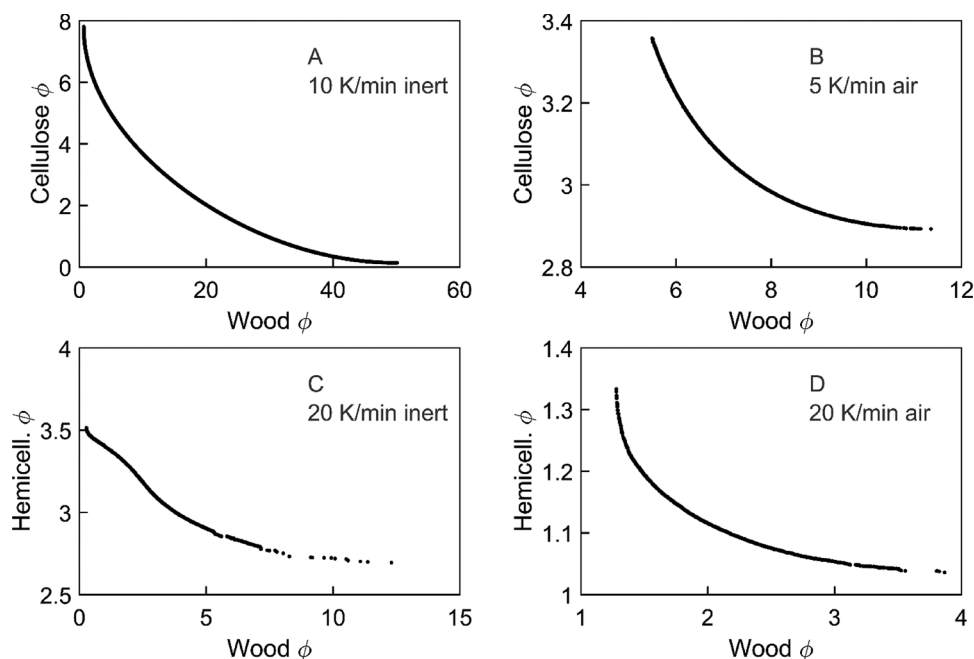 8
6
4
2
0
Cellulose ϕ
A
10 K/min inert
0
20
40
60
Wood ϕ
3.4
3.2
3
2.8
Cellulose ϕ
B
5 K/min air
4
6
8
10
12
Wood ϕ
4
3.5
3
2.5
Hemicell. ϕ
C
20 K/min inert
0
5
10
15
Wood ϕ
1.4
1.3
1.2
1.1
1
Hemicell. ϕ
D
20 K/min air
1
2
3
4
Wood ϕ